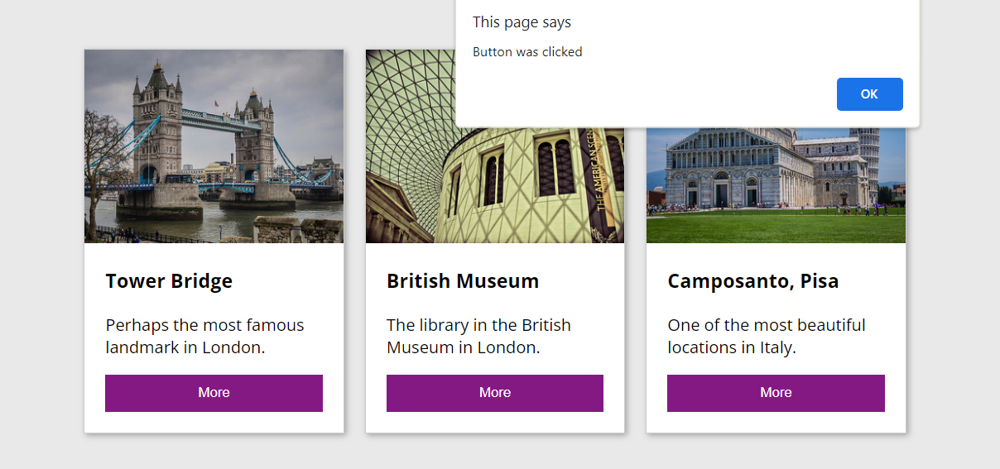 This page says
Button was clicked
OK
THE AMERICAN SCENE
Tower Bridge
Perhaps the most famous
landmark in London.
More
British Museum
The library in the British
Museum in London.
More
Camposanto, Pisa
One of the most beautiful
locations in Italy.
More